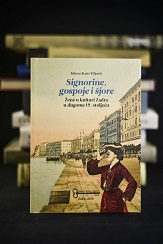 Signorine,
gospoje i šjore
Žene u kulturi Zadra
u dugome 19. stoljeću